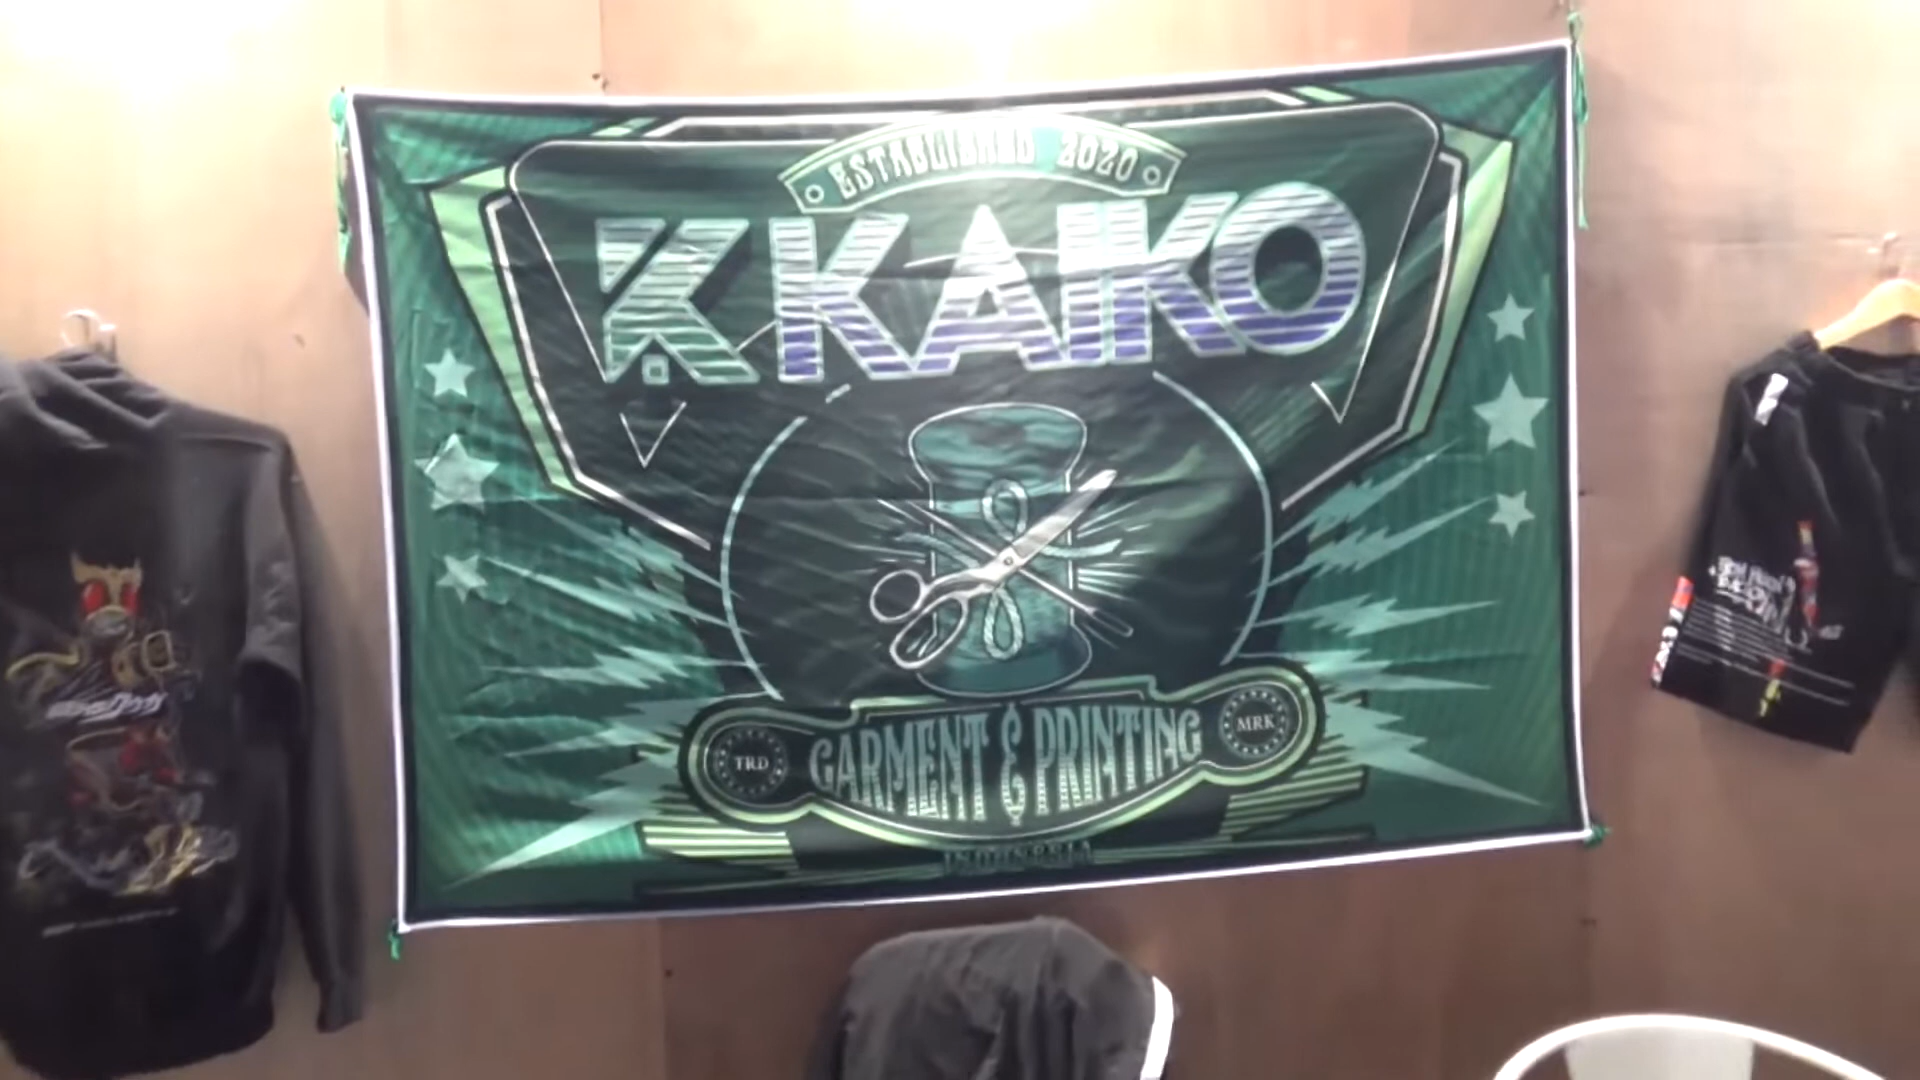 ESTABLISHED 2020
K KAIKO
TRD
GARMENT & PRINTING
MRK
INDONESIA